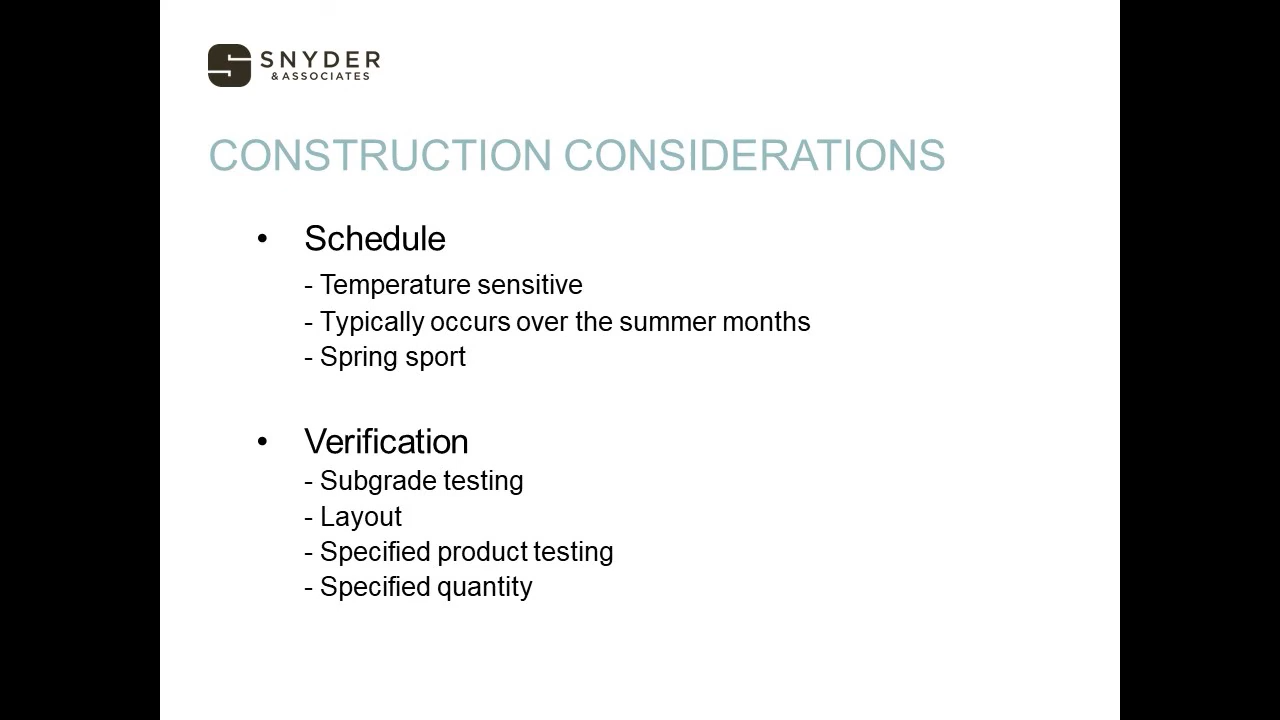 SNYDER
& ASSOCIATES
CONSTRUCTION CONSIDERATIONS
• Schedule
- Temperature sensitive
- Typically occurs over the summer months
- Spring sport
• Verification
- Subgrade testing
- Layout
- Specified product testing
- Specified quantity